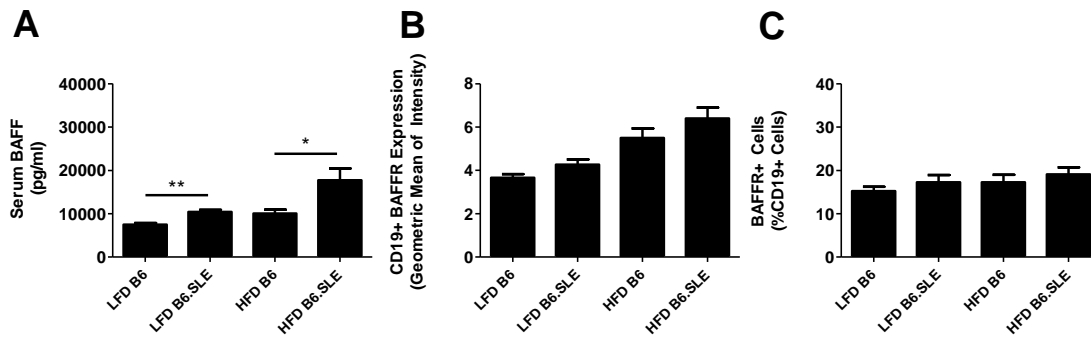 A
Serum BAFF
(pg/ml)
40000
30000
20000
10000
0
**
*
LFD B6
LFD B6.SLE
HFD B6
HFD B6.SLE
B
CD19+ BAFFR Expression
(Geometric Mean of Intensity)
8
6
4
2
0
LFD B6
LFD B6.SLE
HFD B6
HFD B6.SLE
C
BAFFR+ Cells
(%CD19+ Cells)
40
30
20
10
0
LFD B6
LFD B6.SLE
HFD B6
HFD B6.SLE